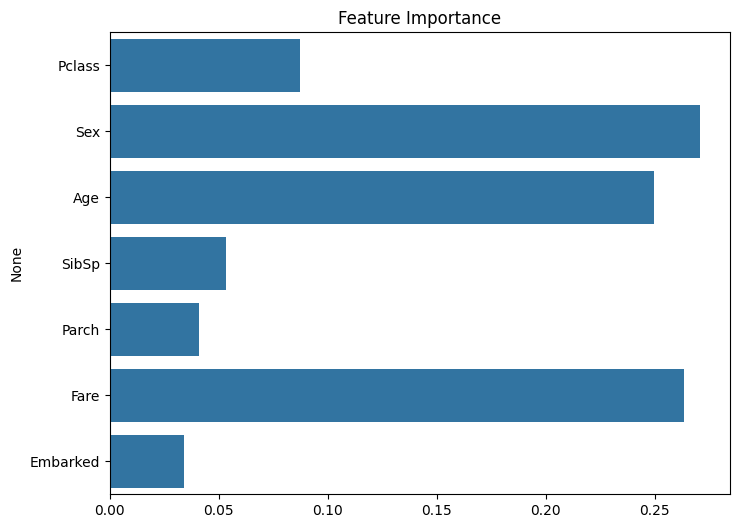 Feature Importance
Pclass
Sex
Age
SibSp
Parch
Fare
Embarked
None
0.00 0.05 0.10 0.15 0.20 0.25